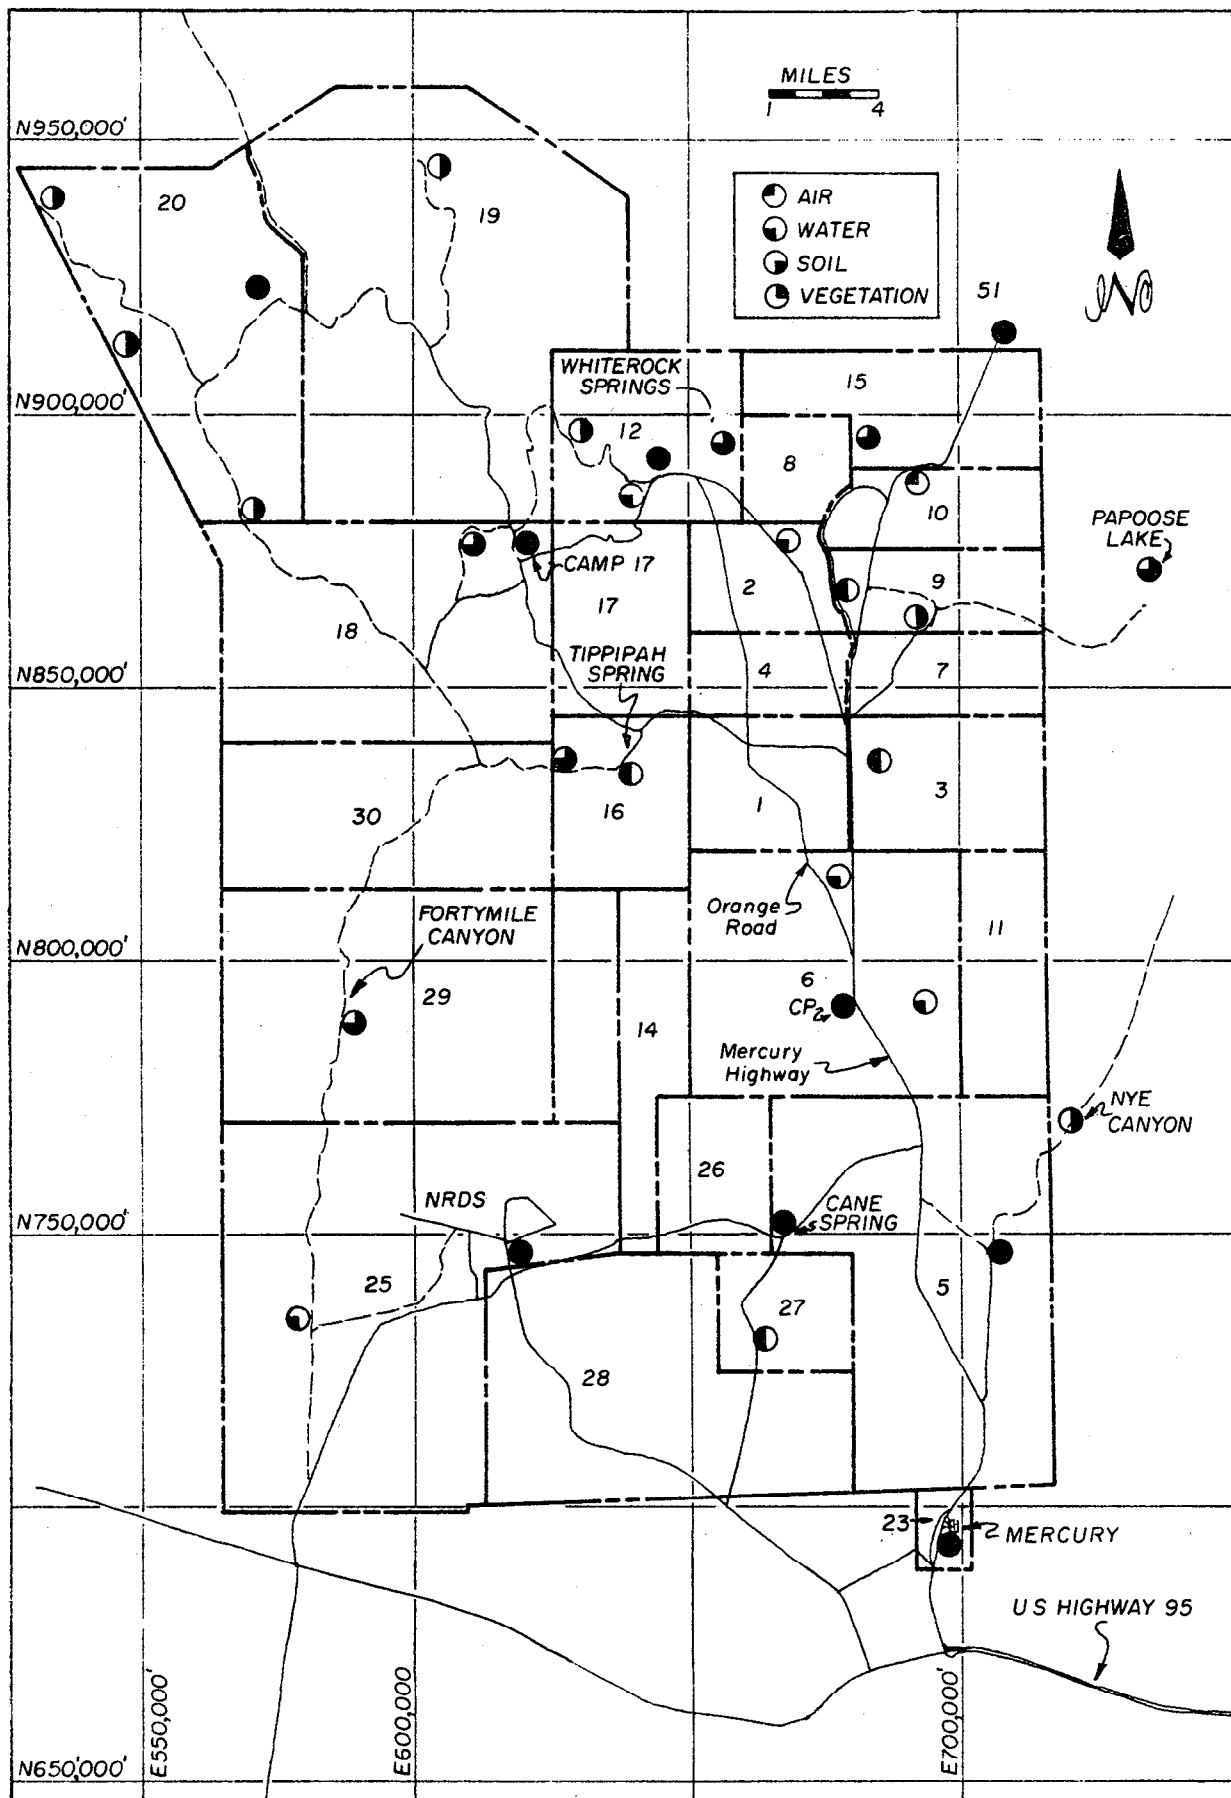 MILES
1 4
N950,000'
AIR
WATER
SOIL
VEGETATION
20
19
51
WHITEROCK
SPRINGS
15
N900,000'
12
8
10
PAPOOSE
LAKE
CAMP 17
2
9
17
18
TIPPIPAH
SPRING
N850,000'
4
7
30
16
1
3
FORTYMILE
CANYON
Orange
Road
11
N800,000'
29
6
CP2
14
Mercury
Highway
NYE
CANYON
26
NRDS
CANE
SPRING
N750,000'
25
27
5
28
23
MERCURY
US HIGHWAY 95
E550,000'
E600,000'
E700,000'
N650,000'